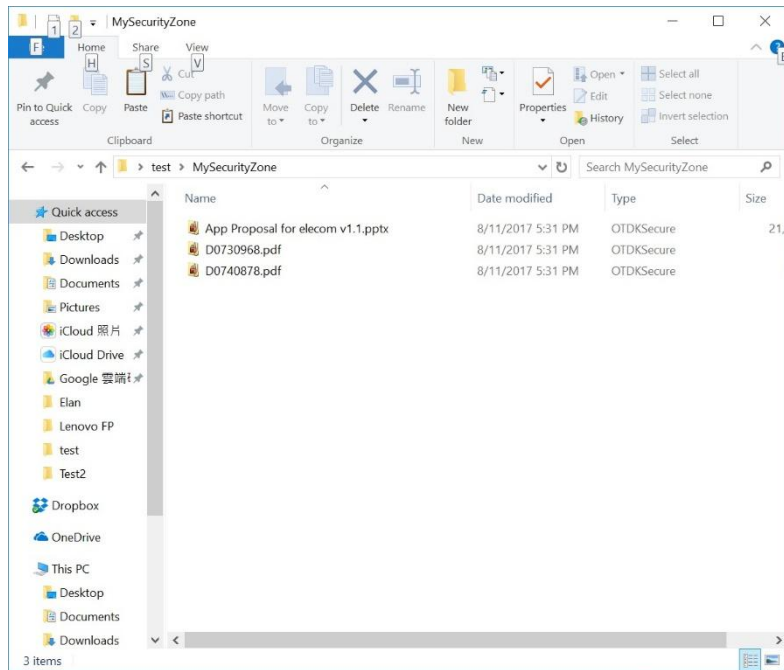 1 2 MySecurityZone
F Home Share View
H S V
Pin to Quick access
Copy
Paste
Cut
Copy path
Paste shortcut
Clipboard
Move to
Copy to
Delete
Rename
Organize
New folder
New
Properties
Open
Edit
History
Open
Select all
Select none
Invert selection
Select
test > MySecurityZone
Search MySecurityZone
Name Date modified Type Size
App Proposal for elecom v1.1.pptx 8/11/2017 5:31 PM OTDKSecure 21,
D0730968.pdf 8/11/2017 5:31 PM OTDKSecure
D0740878.pdf 8/11/2017 5:31 PM OTDKSecure
Quick access
Desktop
Downloads
Documents
Pictures
iCloud 照片
iCloud Drive
Google 雲端
Elan
Lenovo FP
test
Test2
Dropbox
OneDrive
This PC
Desktop
Documents
Downloads
3 items